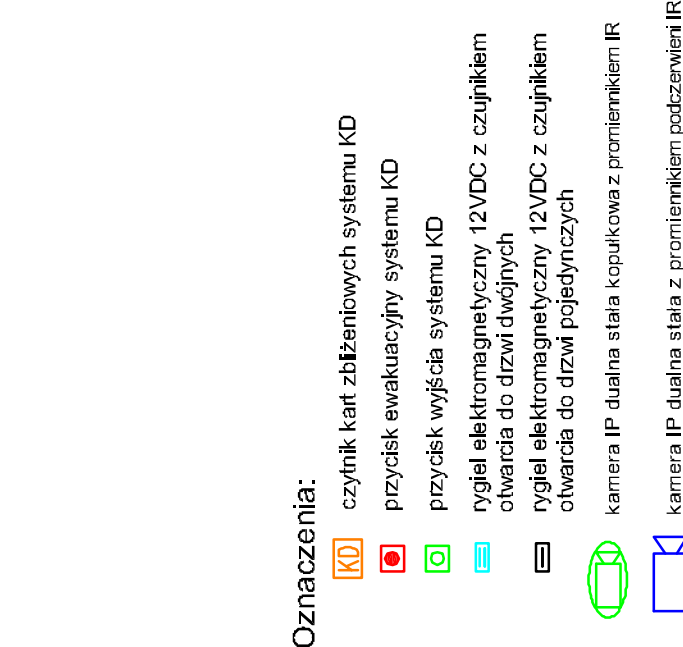 Oznaczenia:
KD czytnik kart zbliżeniowych systemu KD
przycisk ewakuacyjny systemu KD
przycisk wyjścia systemu KD
rygiel elektromagnetyczny 12VDC z czujnikiem
otwarcia do drzwi dwójnych
rygiel elektromagnetyczny 12VDC z czujnikiem
otwarcia do drzwi pojedynczych
kamera IP dualna stała kopułkowa z promiennikiem IR
kamera IP dualna stała z promiennikiem podczerwieni IR